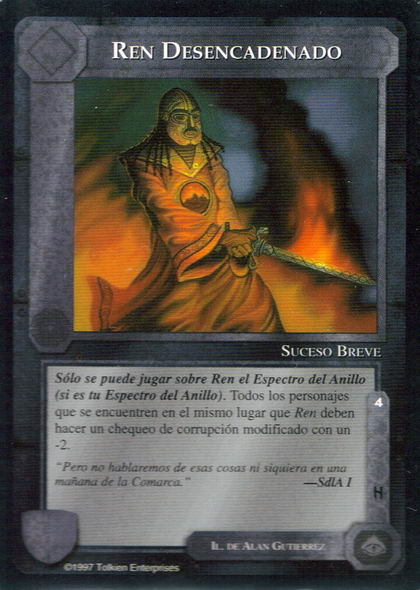 REN DESENCADENADO
SUCESO BREVE
Sólo se puede jugar sobre Ren el Espectro del Anillo
(si es tu Espectro del Anillo). Todos los personajes
que se encuentren en el mismo lugar que Ren deben
hacer un chequeo de corrupción modificado con un
-2.
4
“Pero no hablaremos de esas cosas ni siquiera en una
mañana de la Comarca.” —SdlA I
H
IL. DE ALAN GUTIERREZ
©1997 Tolkien Enterprises